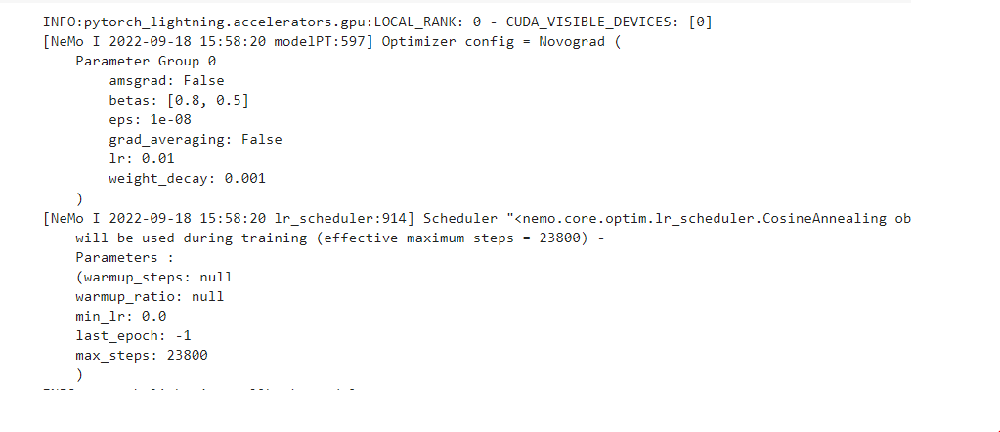 INFO:pytorch_lightning.accelerators.gpu:LOCAL_RANK: 0 - CUDA_VISIBLE_DEVICES: [0]
[NeMo I 2022-09-18 15:58:20 modelPT:597] Optimizer config = Novograd (
Parameter Group 0
amsgrad: False
betas: [0.8, 0.5]
eps: 1e-08
grad_averaging: False
lr: 0.01
weight_decay: 0.001
)
[NeMo I 2022-09-18 15:58:20 lr_scheduler:914] Scheduler "<nemo.core.optim.lr_scheduler.CosineAnnealing ob
will be used during training (effective maximum steps = 23800) -
Parameters :
(warmup_steps: null
warmup_ratio: null
min_lr: 0.0
last_epoch: -1
max_steps: 23800
)